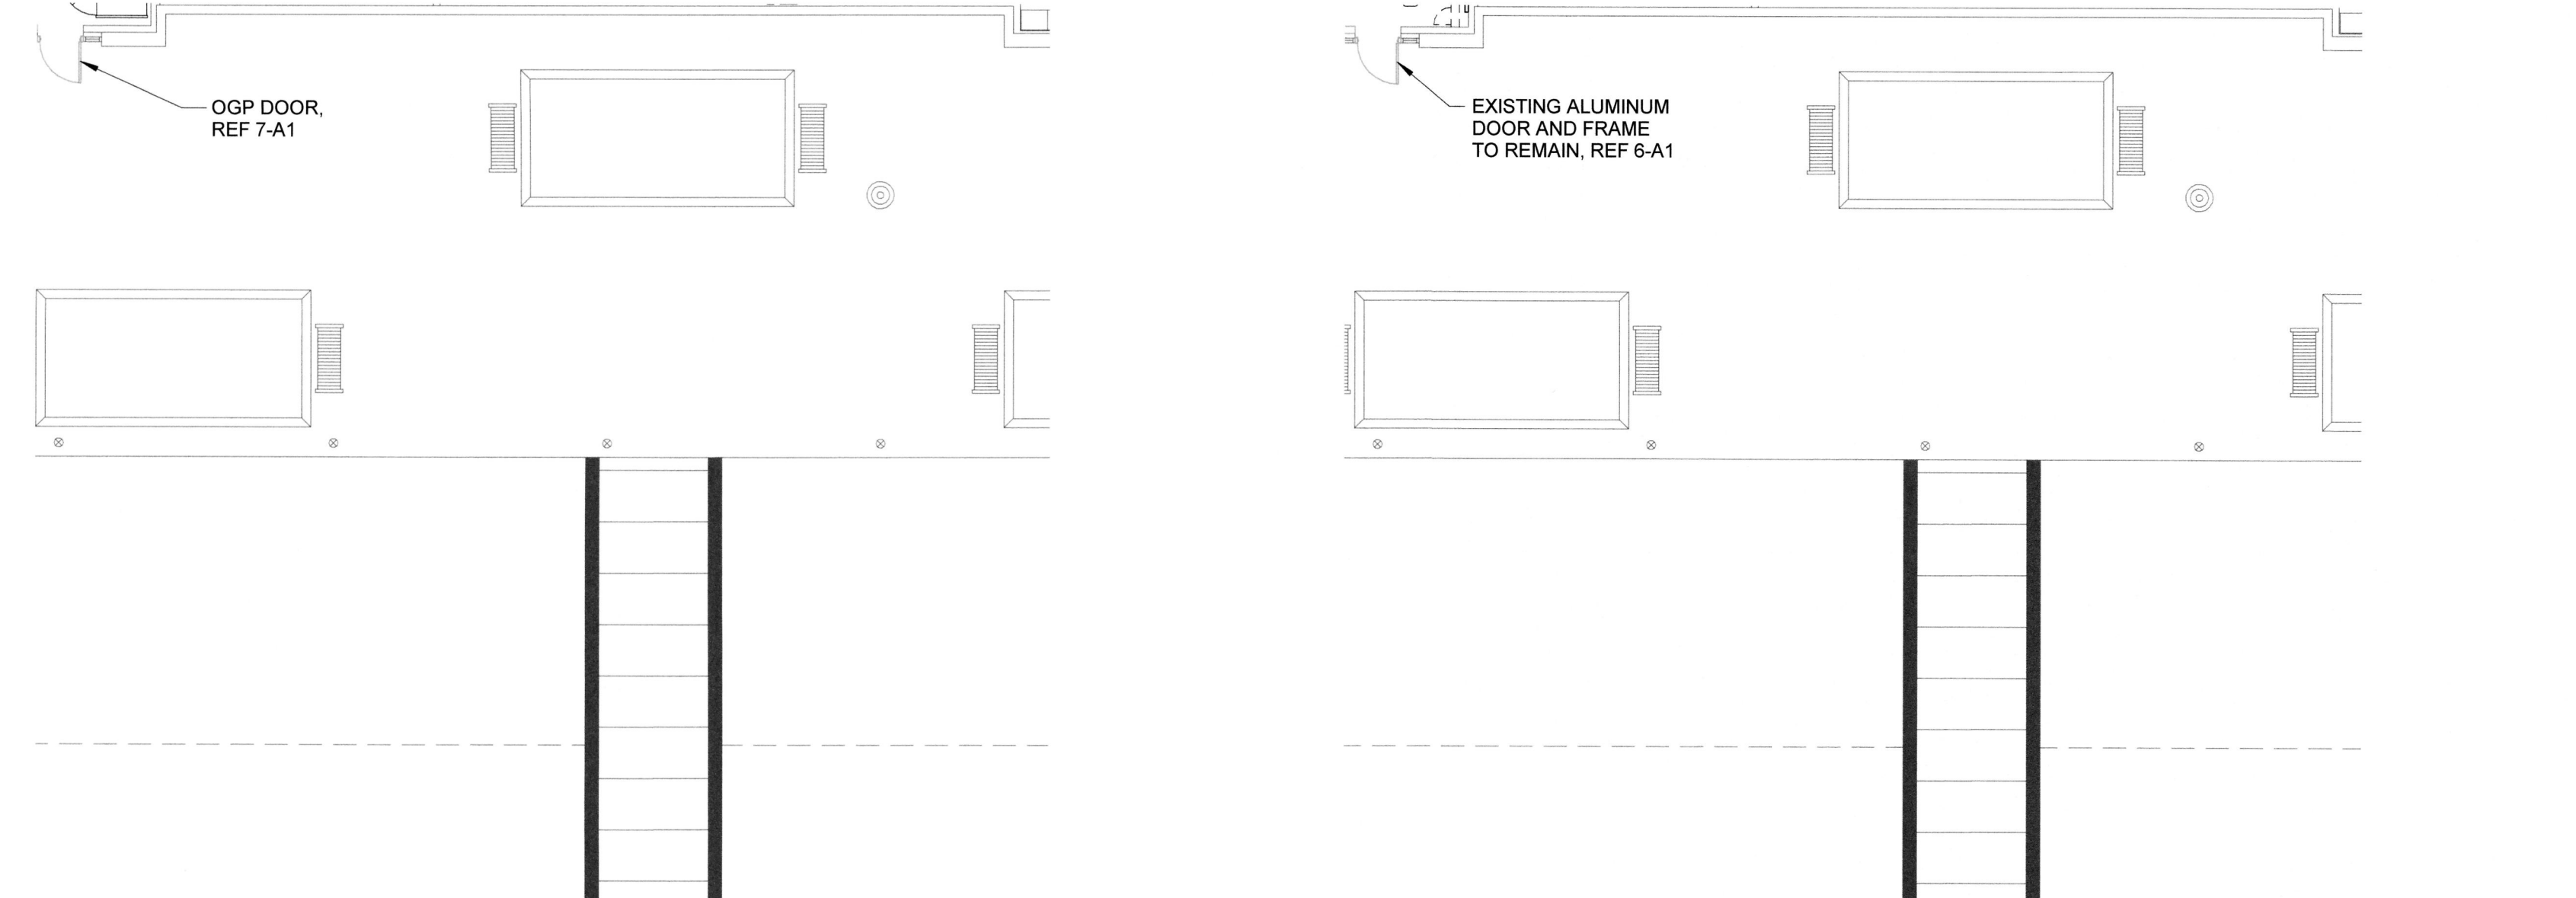 OGP DOOR,
REF 7-A1
EXISTING ALUMINUM
DOOR AND FRAME
TO REMAIN, REF 6-A1